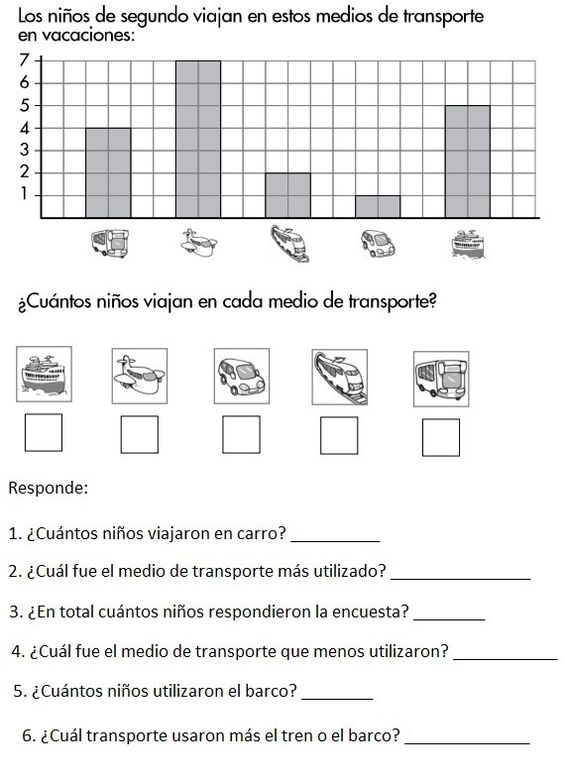 Los niños de segundo viajan en estos medios de transporte
en vacaciones:
7
6
5
4
3
2
1
¿Cuántos niños viajan en cada medio de transporte?
Responde:
1. ¿Cuántos niños viajaron en carro? __________
2. ¿Cuál fue el medio de transporte más utilizado? ________________
3. ¿En total cuántos niños respondieron la encuesta? ________
4. ¿Cuál fue el medio de transporte que menos utilizaron? ____________
5. ¿Cuántos niños utilizaron el barco? ________
6. ¿Cuál transporte usaron más el tren o el barco? ______________